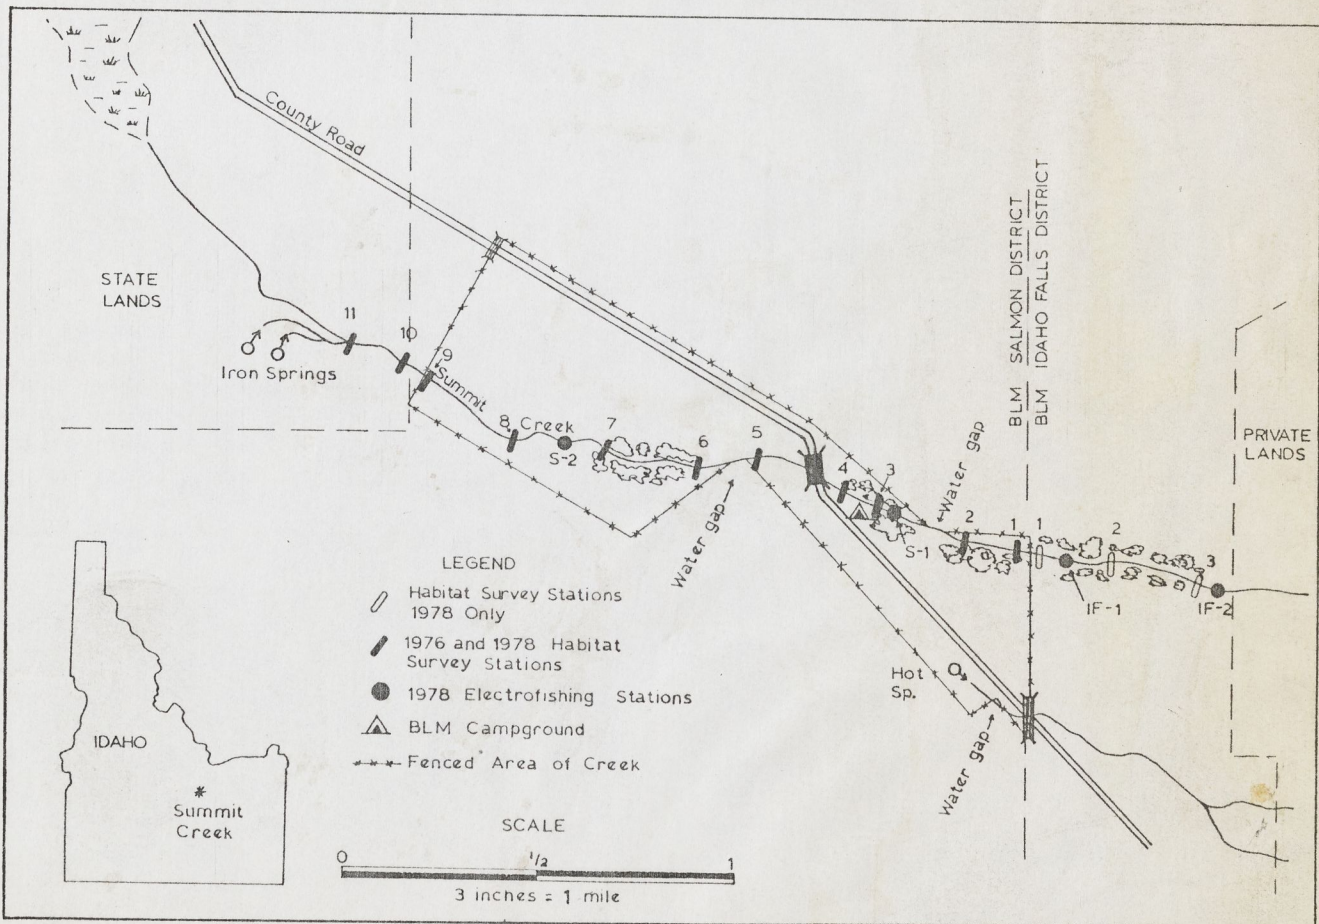 County Road
STATE
LANDS
11
10
9
Iron Springs
Summit
Creek
8
S-2
7
6
5
4
3
S-1
2
1
Water gap
Water gap
BLM SALMON DISTRICT
BLM IDAHO FALLS DISTRICT
1
2
3
IF-1
IF-2
PRIVATE
LANDS
Hot
Sp.
Water gap
LEGEND
Habitat Survey Stations
1978 Only
1976 and 1978 Habitat
Survey Stations
1978 Electrofishing Stations
BLM Campground
Fenced Area of Creek
IDAHO
Summit
Creek
SCALE
0 1/2 1
3 inches = 1 mile